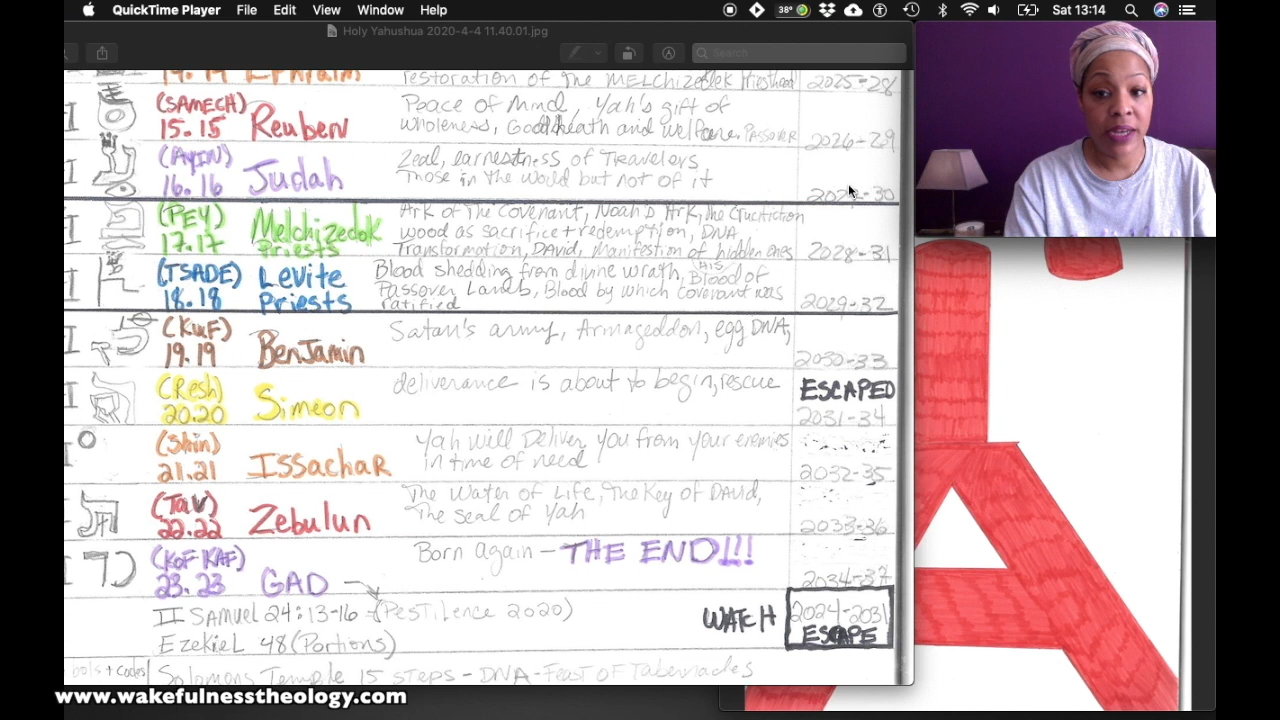 QuickTime Player File Edit View Window Help 38° Sat 13:14
Holy Yahushua 2020-4-4 11.40.01.jpg
Search
14.14 Ephraim restoration of the MELCHizedek Priesthood 2025-28
(SAMECH) 15.15 Reuben Peace of Mind, Yah's gift of
wholeness, Good heath and welfare. PASSOVER 2026-29
(AYIN) 16.16 Judah Zeal, earnestness of Travelers
Those in the world but not of it -30
(PEY) 17.17 Melchizedok Priests Ark of the Covenant, Noah's Ark, the Crucifiction
wood as sacrifice + redemption, DNA
Transformation, DAVID, manifestation of hidden ones 2028-31
(TSADE) 18.18 Levite Priests Blood shedding from divine wrath, His Blood of
Passover Lamb, Blood by which covenant was
ratified 2029-32
(KUF) 19.19 BenJamin Satan's army, Armageddon, egg DNA, 2030-33
(Resh) 20.20 Simeon deliverance is about to begin, rescue ESCAPED 2031-34
(Shin) 21.21 ISSACHAR Yah will Deliver you from your enemies
in time of need 2032-35
(Tav) 22.22 Zebulun The Water of Life, The Key of DAVID,
The seal of Yah 2033-36
(KOF KAF) 23.23 GAD Born Again - THE END!!! 2034-37
II Samuel 24:13-16 = (PesTilence 2020) WATCH 2024-2031 ESCAPE
EzekieL 48 (Portions)
bols + codes Solomons Temple 15 steps - DNA - Feast of Tabernacles
www.wakefulnesstheology.com